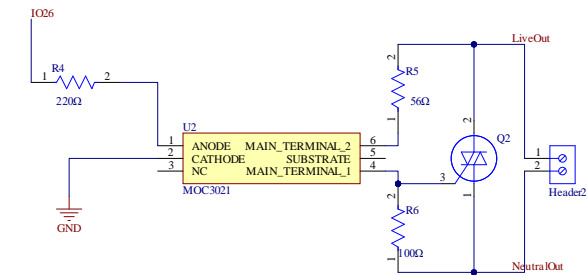 IO26
LiveOut
R4
1
2
220Ω
2
R5
1
56Ω
U2
1
2
3
ANODE
CATHODE
NC
MAIN_TERMINAL_2
SUBSTRATE
MAIN_TERMINAL_1
6
5
4
MOC3021
Q2
2
3
1
1
2
Header2
2
R6
1
100Ω
GND
NeutralOut